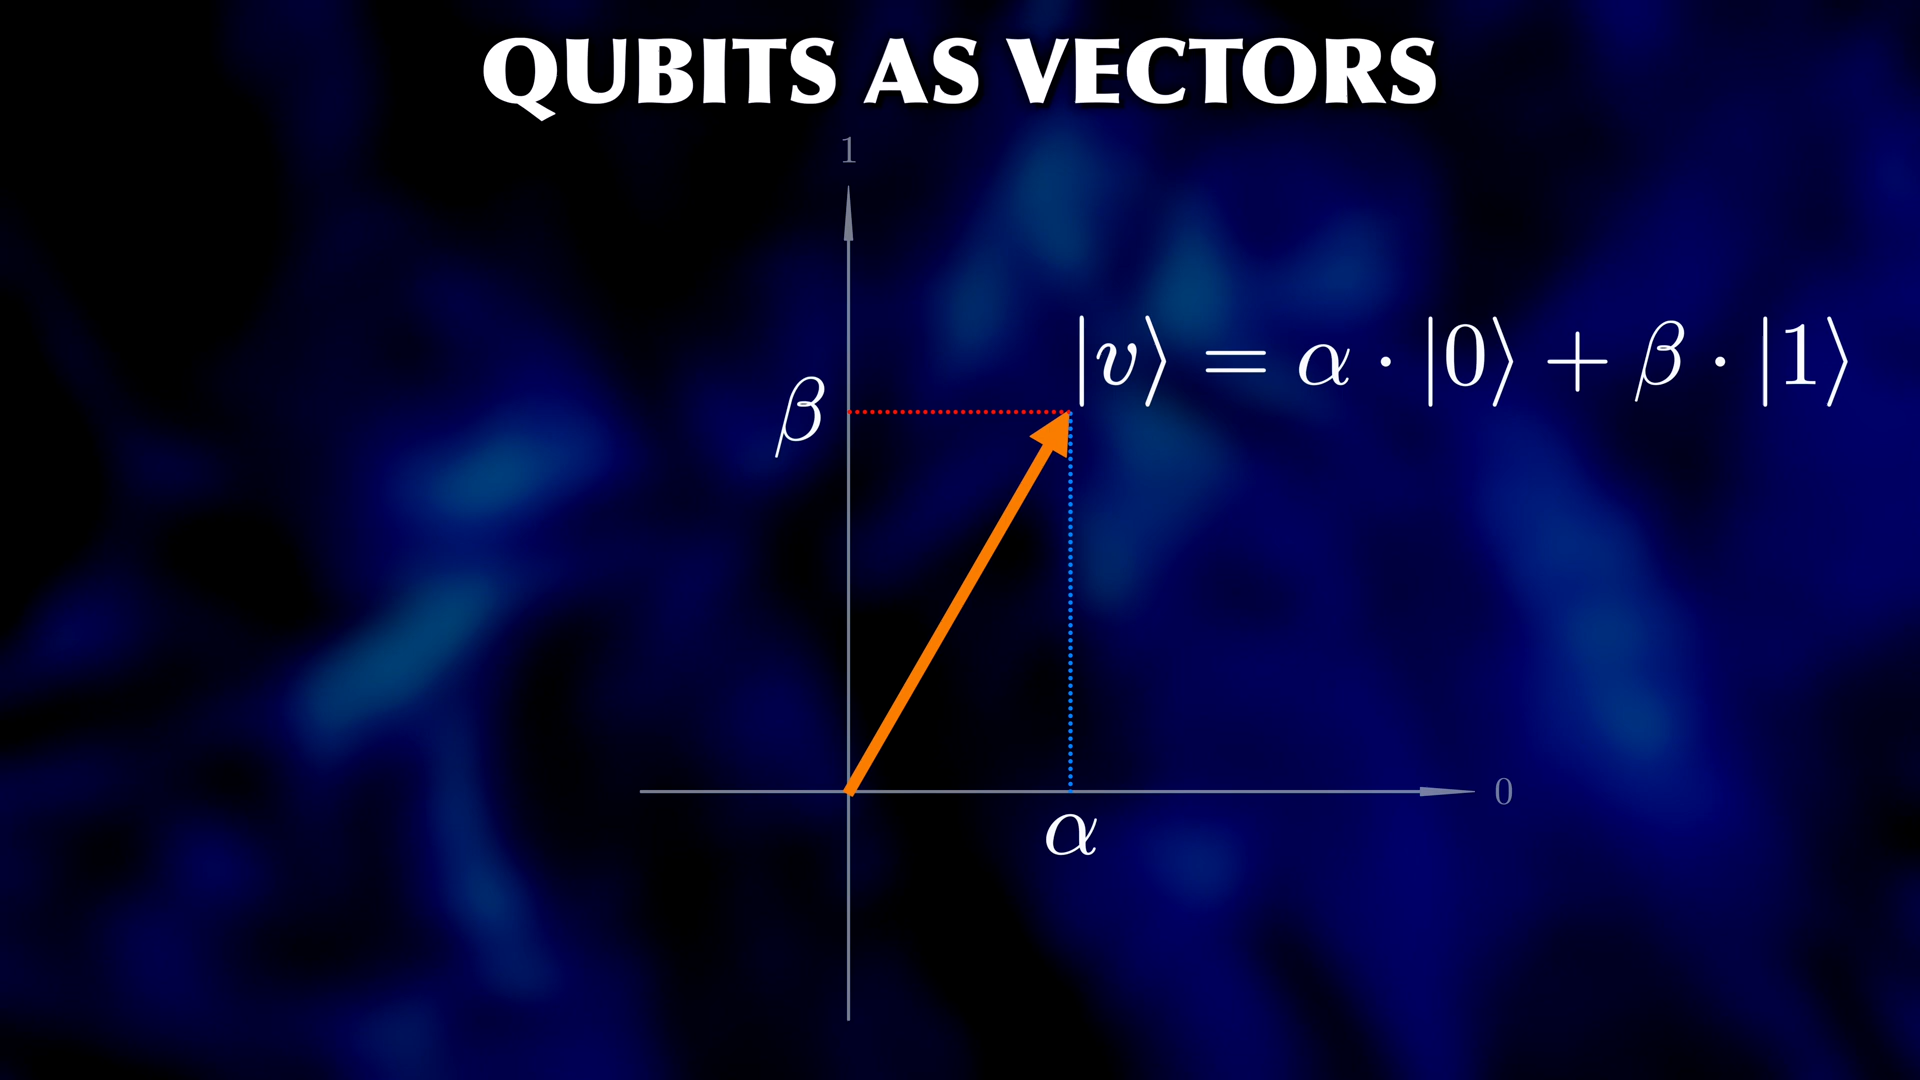 QUBITS AS VECTORS
1
|v⟩ = α · |0⟩ + β · |1⟩
β
0
α